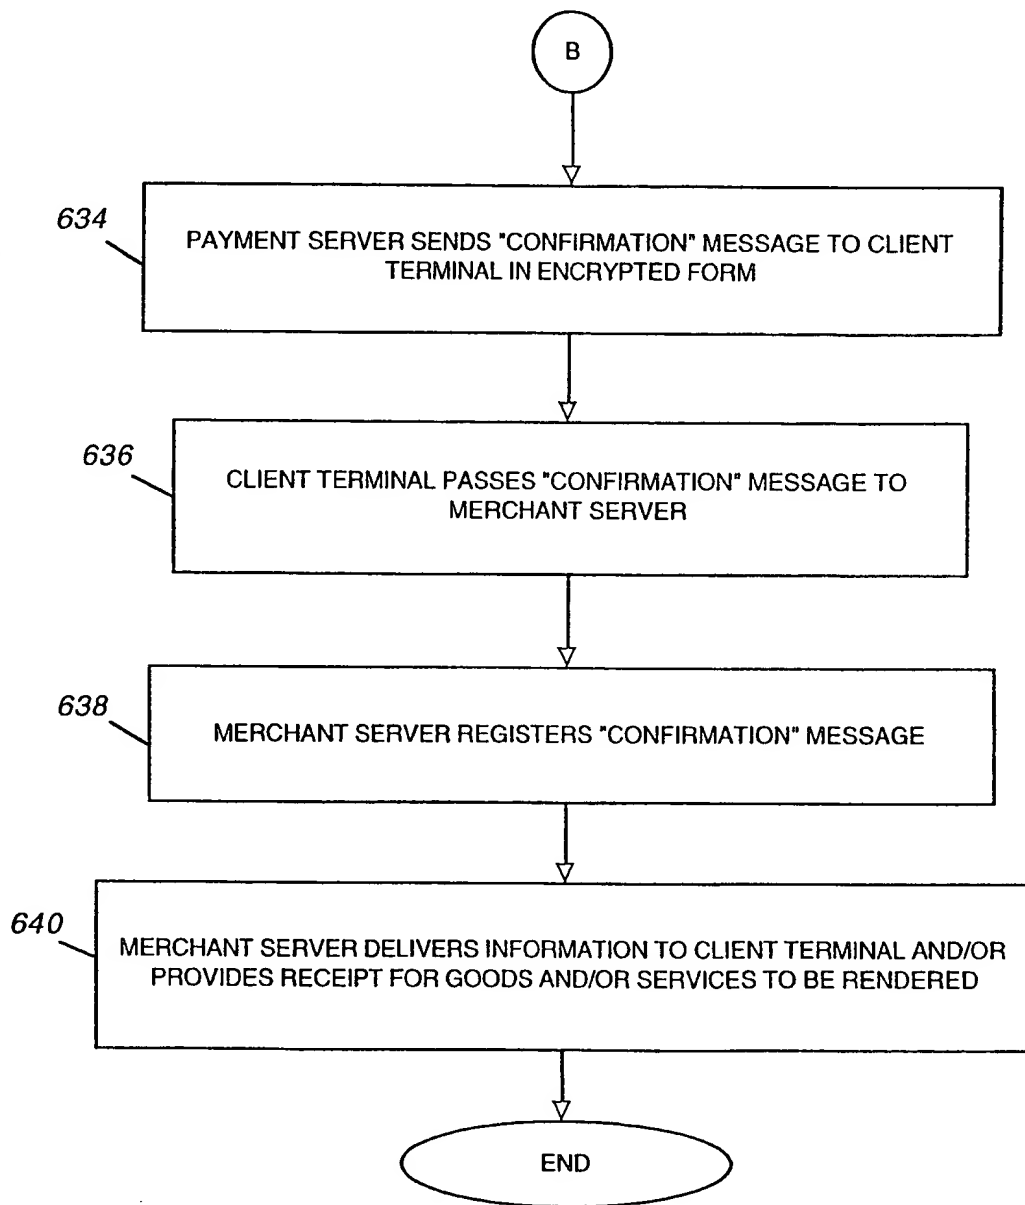 B
634
PAYMENT SERVER SENDS "CONFIRMATION" MESSAGE TO CLIENT
TERMINAL IN ENCRYPTED FORM
636
CLIENT TERMINAL PASSES "CONFIRMATION" MESSAGE TO
MERCHANT SERVER
638
MERCHANT SERVER REGISTERS "CONFIRMATION" MESSAGE
640
MERCHANT SERVER DELIVERS INFORMATION TO CLIENT TERMINAL AND/OR
PROVIDES RECEIPT FOR GOODS AND/OR SERVICES TO BE RENDERED
END